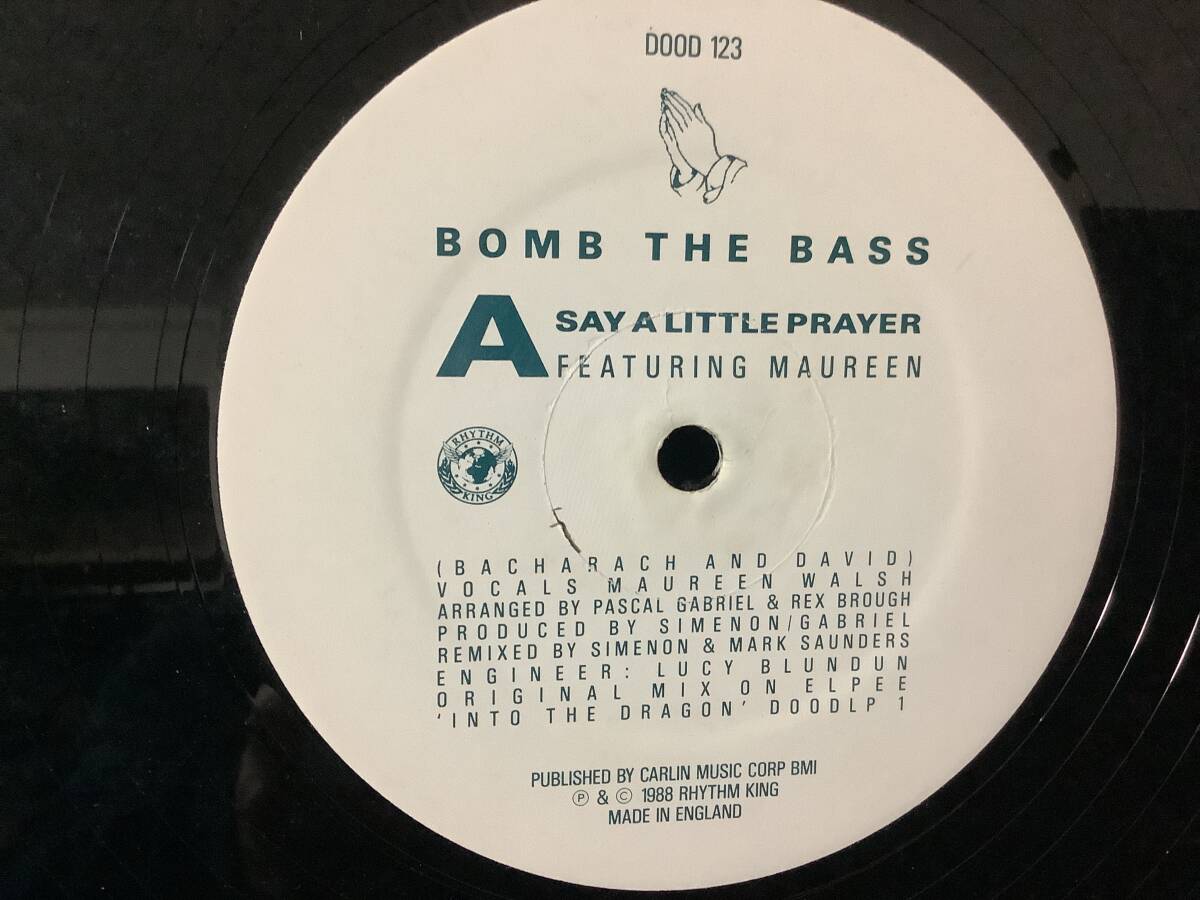 DOOD 123
BOMB THE BASS
A SAY A LITTLE PRAYER
FEATURING MAUREEN
RHYTHM
KING
(BACHARACH AND DAVID)
VOCALS MAUREEN WALSH
ARRANGED BY PASCAL GABRIEL & REX BROUGH
PRODUCED BY SIMENON/GABRIEL
REMIXED BY SIMENON & MARK SAUNDERS
ENGINEER: LUCY BLUNDUN
ORIGINAL MIX ON ELPEE
'INTO THE DRAGON' DOODLP 1
PUBLISHED BY CARLIN MUSIC CORP BMI
Ⓟ & © 1988 RHYTHM KING
MADE IN ENGLAND